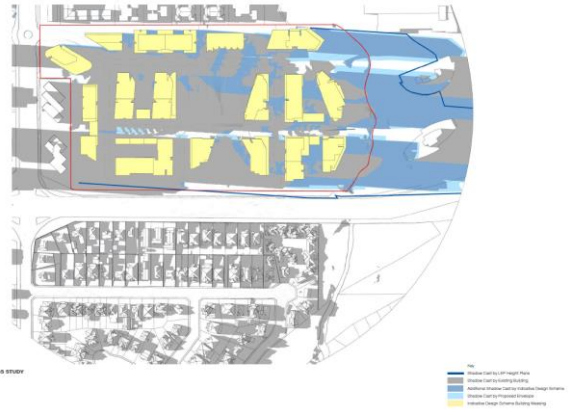 G STUDY
Key
Shadow Cast by LEP Height Plane
Shadow Cast by Existing Building
Additional Shadow Cast by Indicative Design Scheme
Shadow Cast by Proposed Envelope
Indicative Design Scheme Building Massing